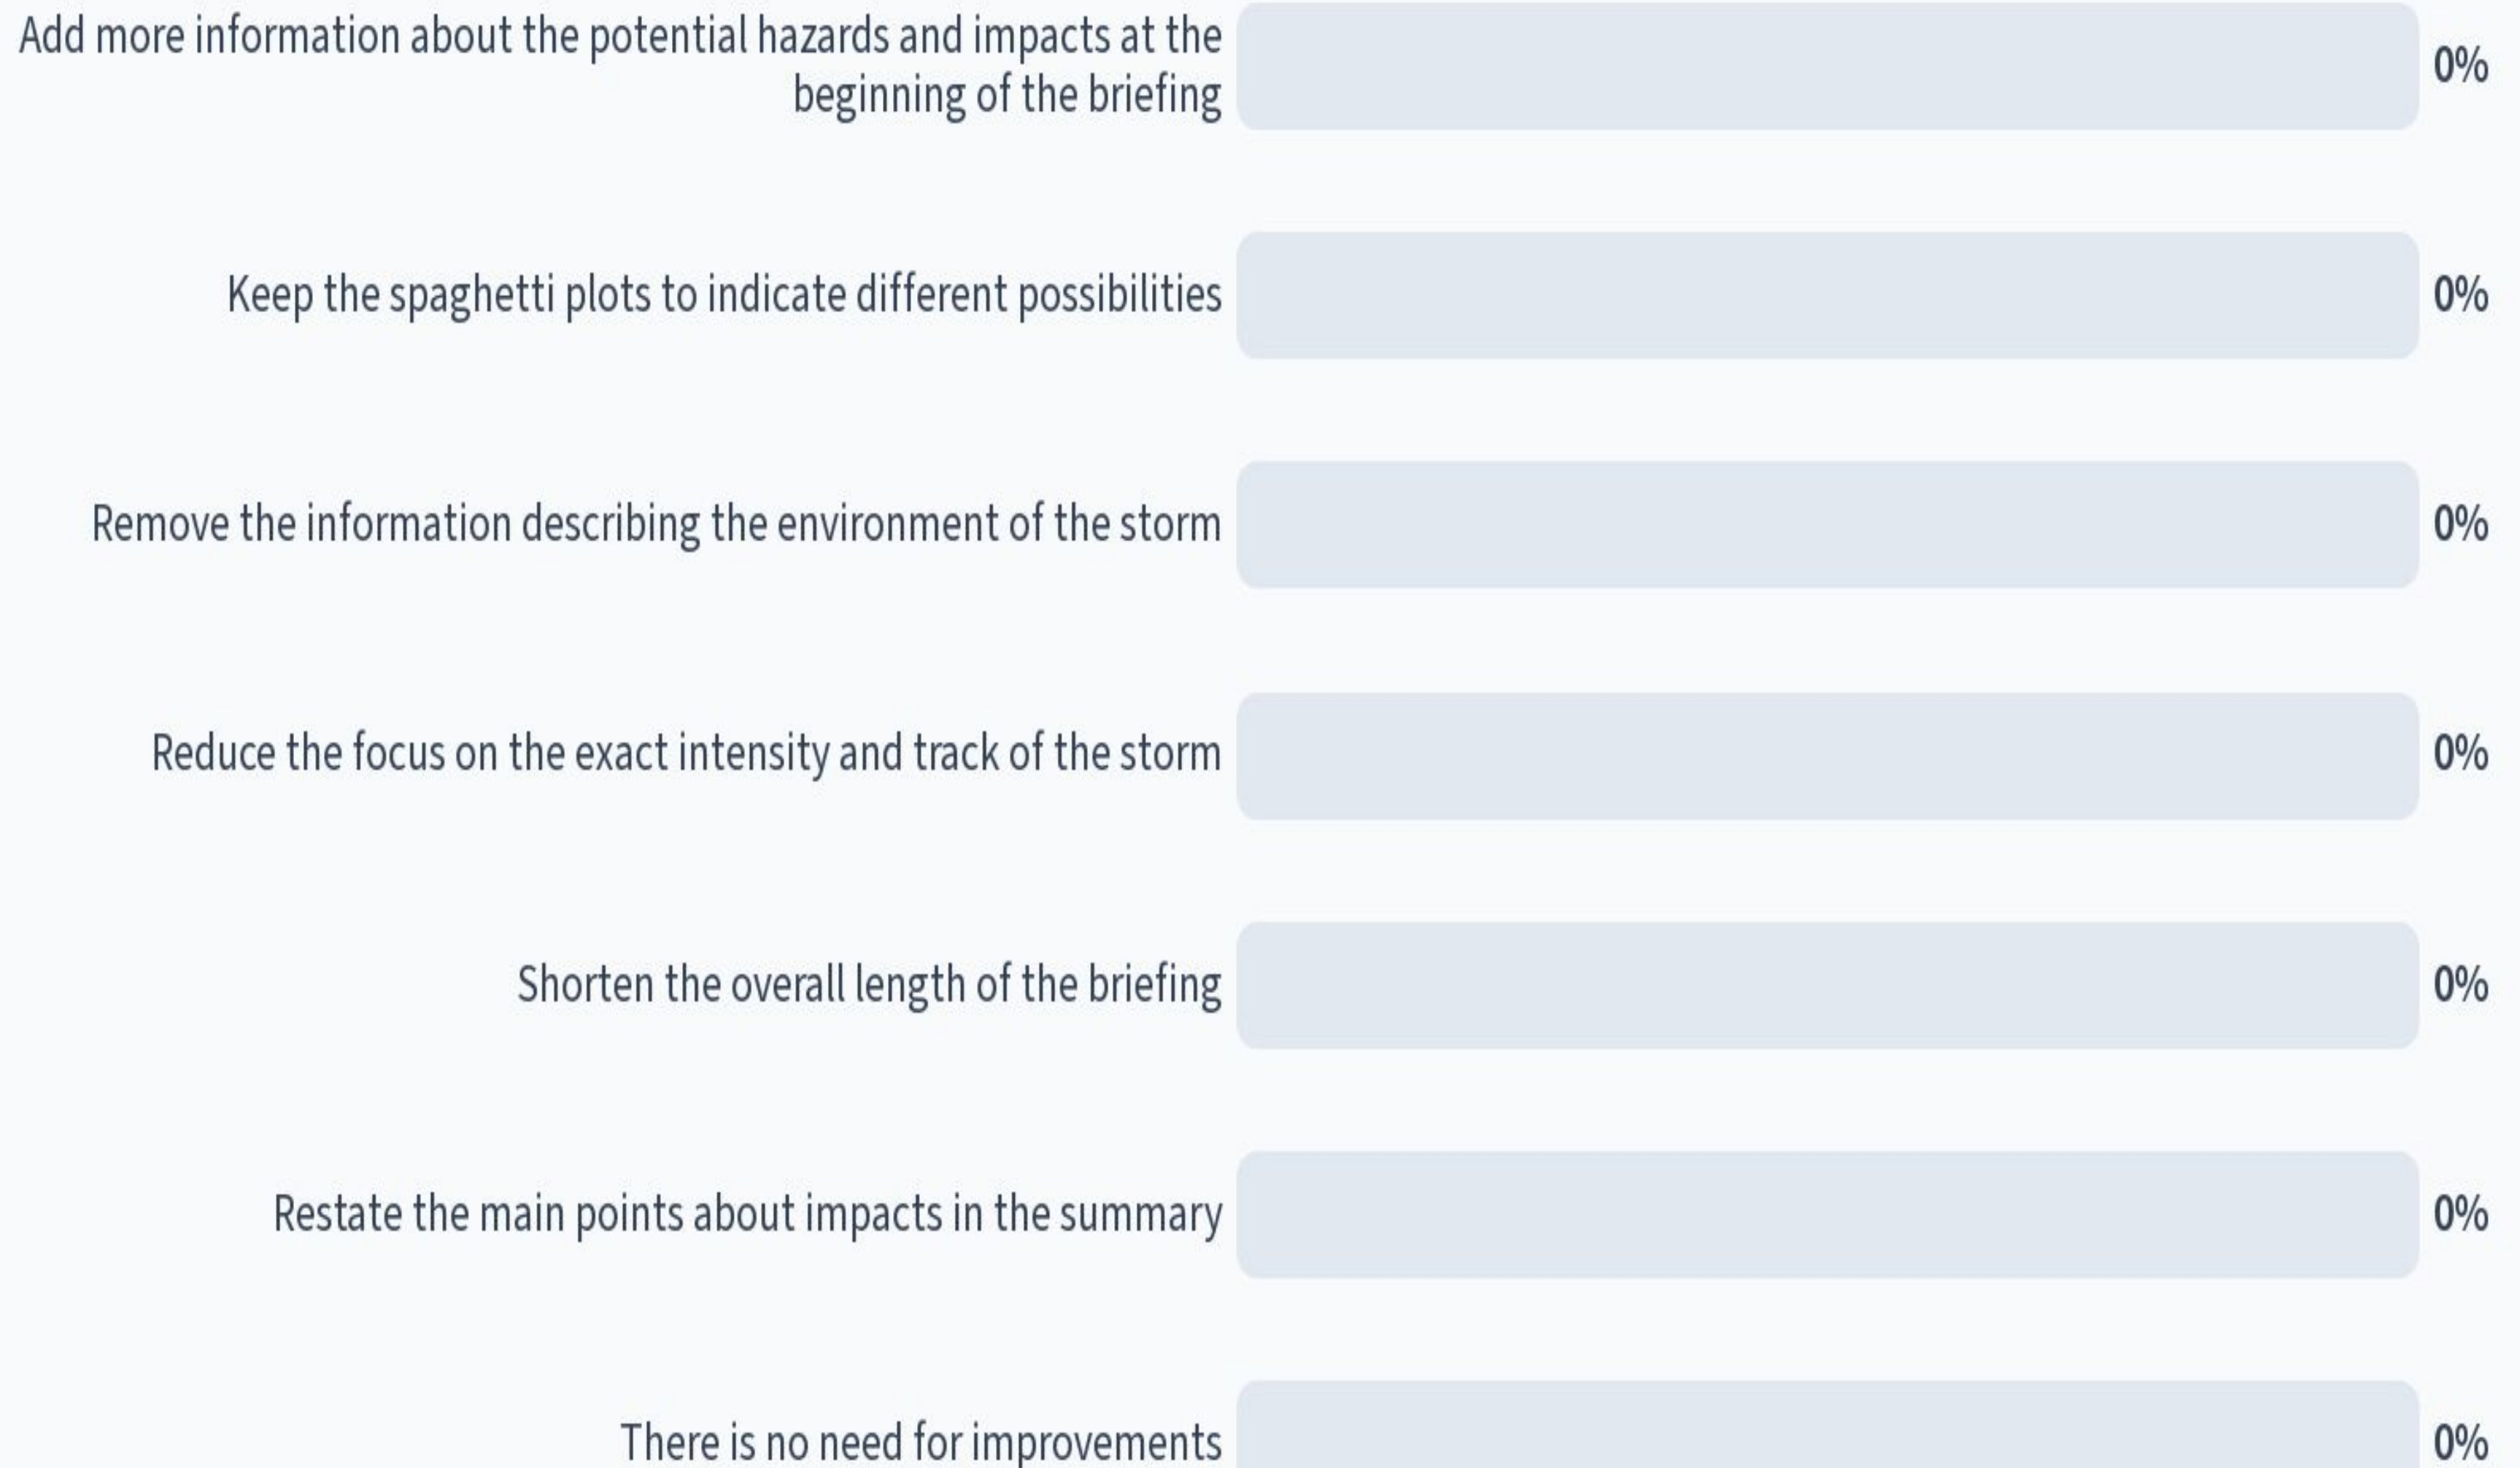 Add more information about the potential hazards and impacts at the
beginning of the briefing
0%
Keep the spaghetti plots to indicate different possibilities
0%
Remove the information describing the environment of the storm
0%
Reduce the focus on the exact intensity and track of the storm
0%
Shorten the overall length of the briefing
0%
Restate the main points about impacts in the summary
0%
There is no need for improvements
0%